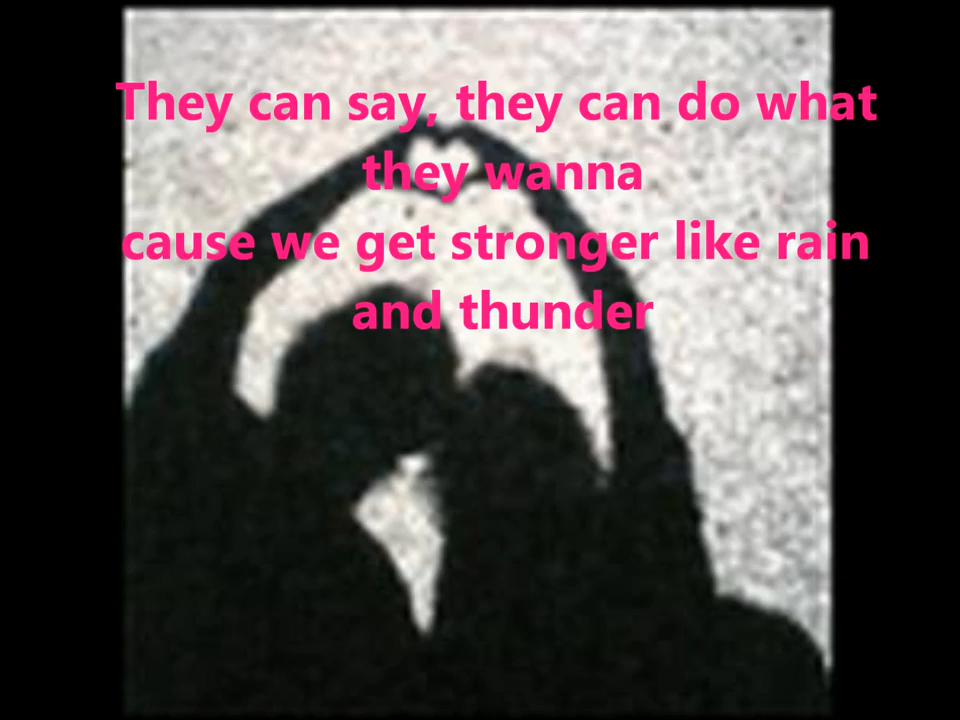 They can say, they can do what
they wanna
cause we get stronger like rain
and thunder